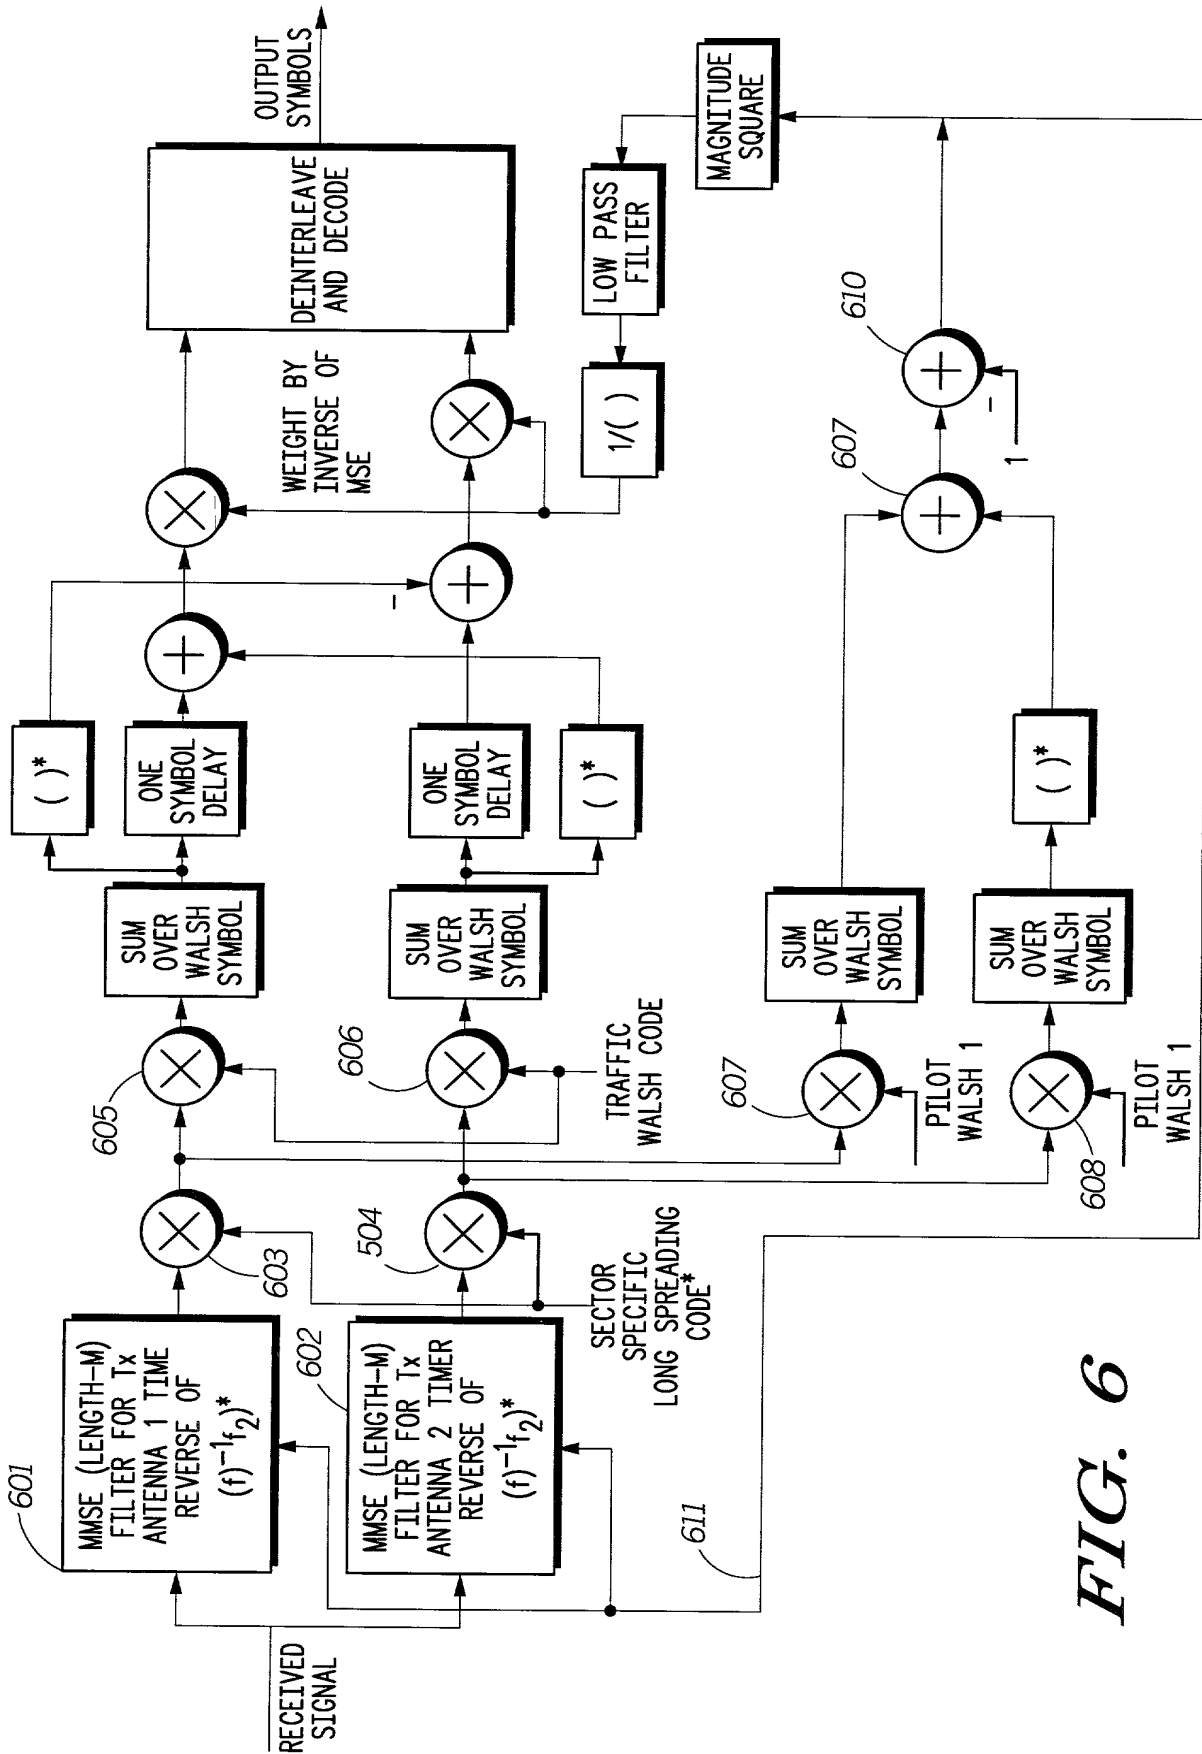 RECEIVED
SIGNAL
601
MMSE (LENGTH-M)
FILTER FOR Tx
ANTENNA 1 TIME
REVERSE OF
(f)⁻¹f₂)*
602
MMSE (LENGTH-M)
FILTER FOR Tx
ANTENNA 2 TIMER
REVERSE OF
(f)⁻¹f₂)*
603
504
SECTOR
SPECIFIC
LONG SPREADING
CODE*
605
606
TRAFFIC
WALSH CODE
SUM
OVER
WALSH
SYMBOL
SUM
OVER
WALSH
SYMBOL
( )*
ONE
SYMBOL
DELAY
ONE
SYMBOL
DELAY
( )*
+
-
+
WEIGHT BY
INVERSE OF
MSE
DEINTERLEAVE
AND DECODE
OUTPUT
SYMBOLS
1/( )
LOW PASS
FILTER
MAGNITUDE
SQUARE
607
PILOT
WALSH 1
608
PILOT
WALSH 1
SUM
OVER
WALSH
SYMBOL
SUM
OVER
WALSH
SYMBOL
( )*
607
+
610
+
-
1
611
FIG. 6